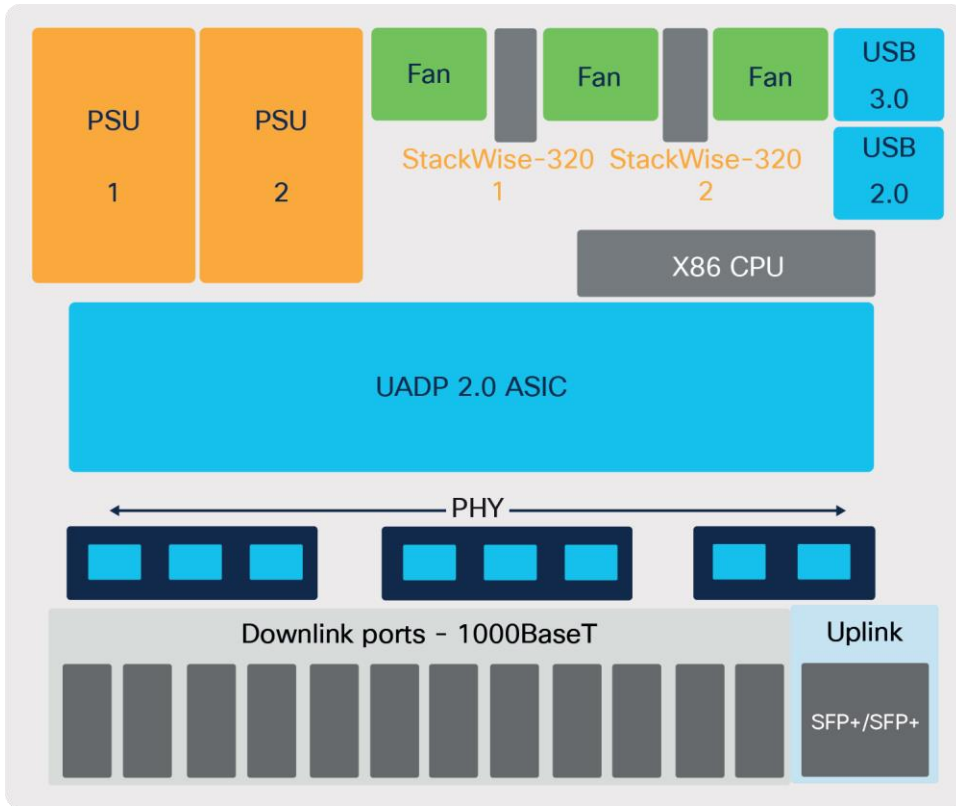 PSU
1
PSU
2
Fan
Fan
Fan
USB
3.0
StackWise-320
1
StackWise-320
2
USB
2.0
X86 CPU
UADP 2.0 ASIC
PHY
Downlink ports - 1000BaseT
Uplink
SFP+/SFP+